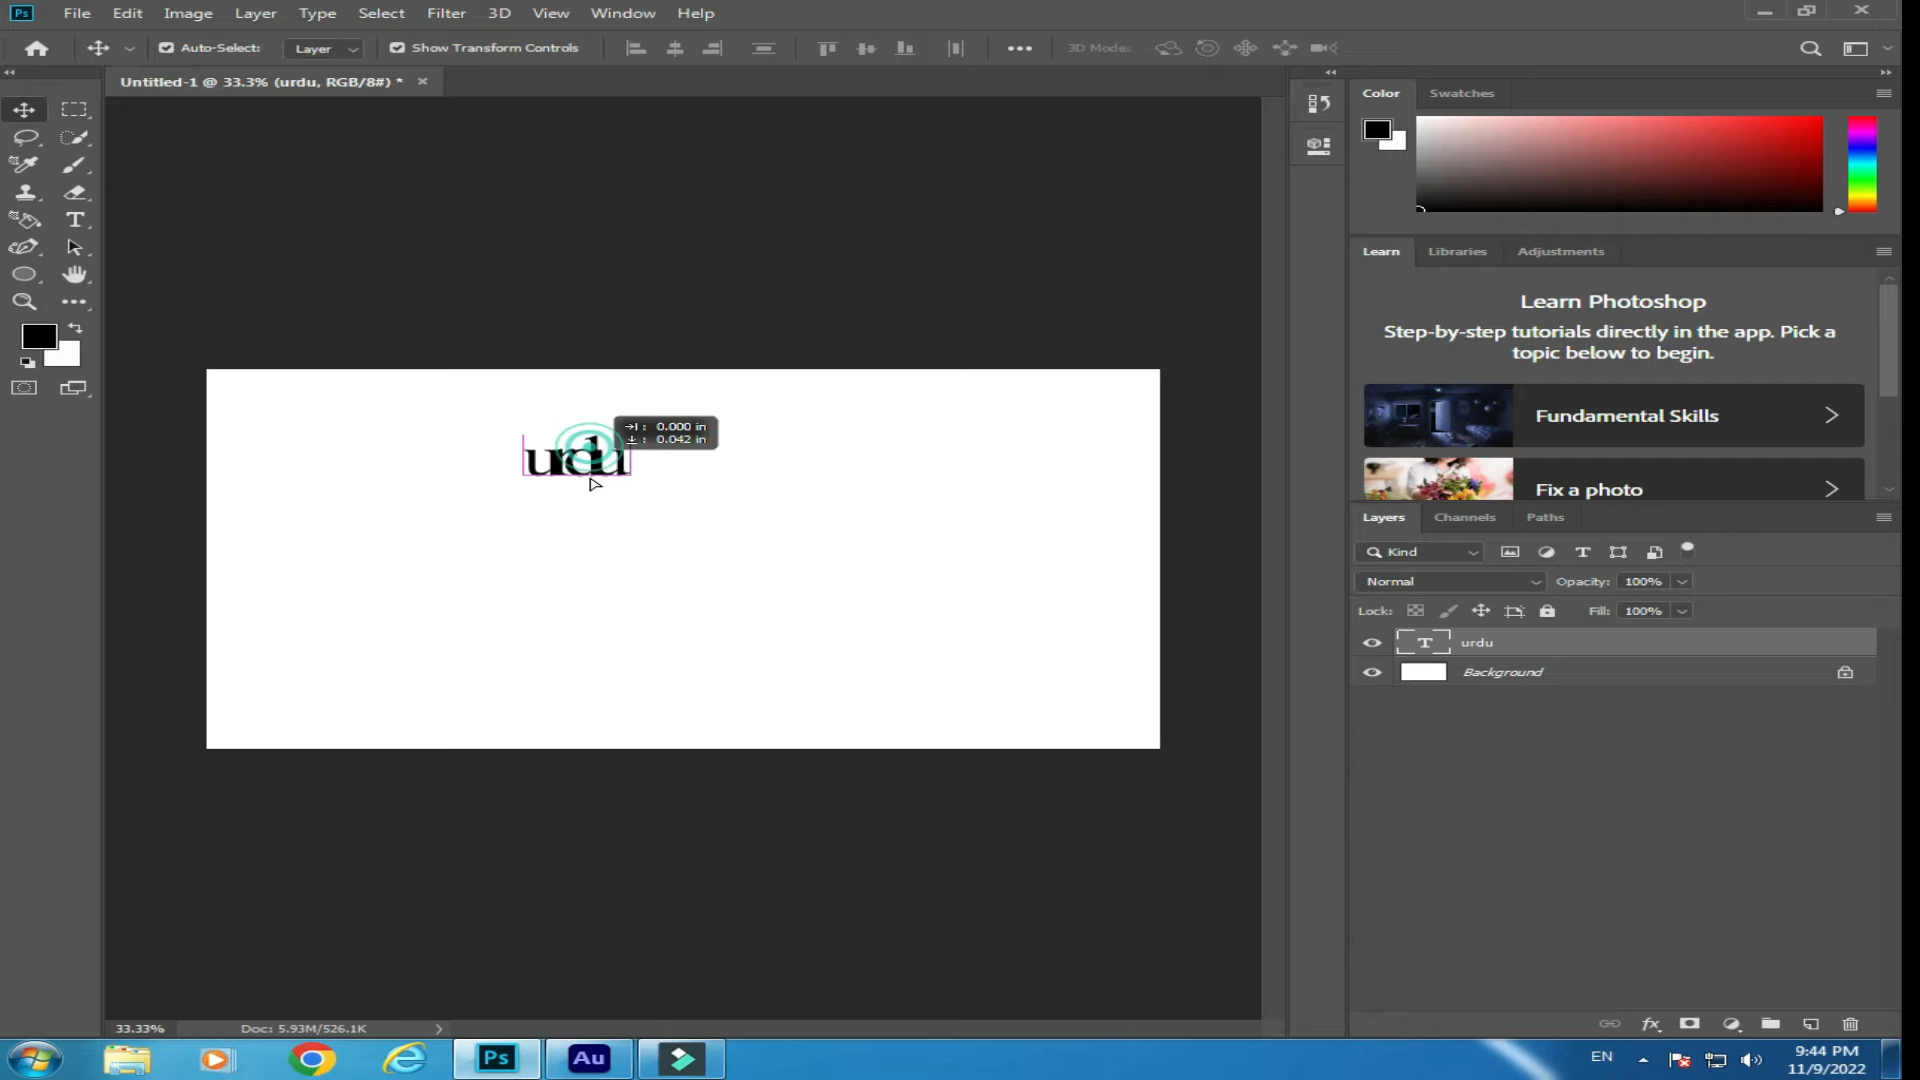 Ps File Edit Image Layer Type Select Filter 3D View Window Help
Auto-Select: Layer Show Transform Controls 3D Mode:
Untitled-1 @ 33.3% (urdu, RGB/8#) *
Color Swatches
Learn Libraries Adjustments
Learn Photoshop
Step-by-step tutorials directly in the app. Pick a
topic below to begin.
Fundamental Skills
Fix a photo
urdu
0.000 in
0.042 in
Layers Channels Paths
Kind
Normal Opacity: 100%
Lock: Fill: 100%
T urdu
Background
33.33% Doc: 5.93M/526.1K
Ps Au EN 9:44 PM
11/9/2022